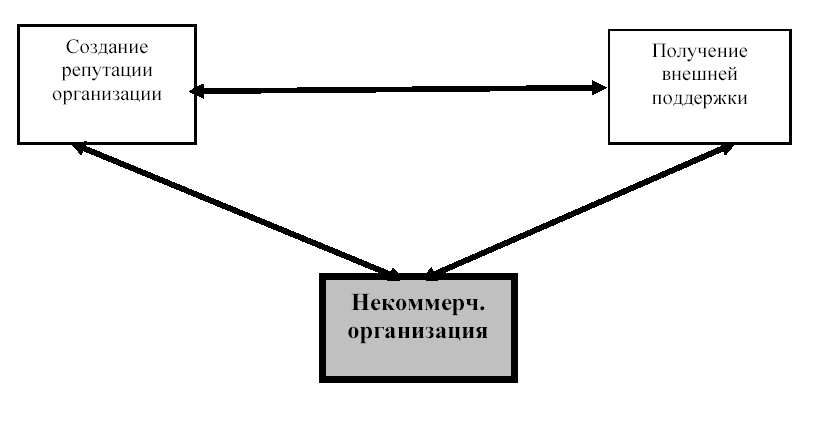 Создание
репутации
организации
Получение
внешней
поддержки
Некоммерч.
организация